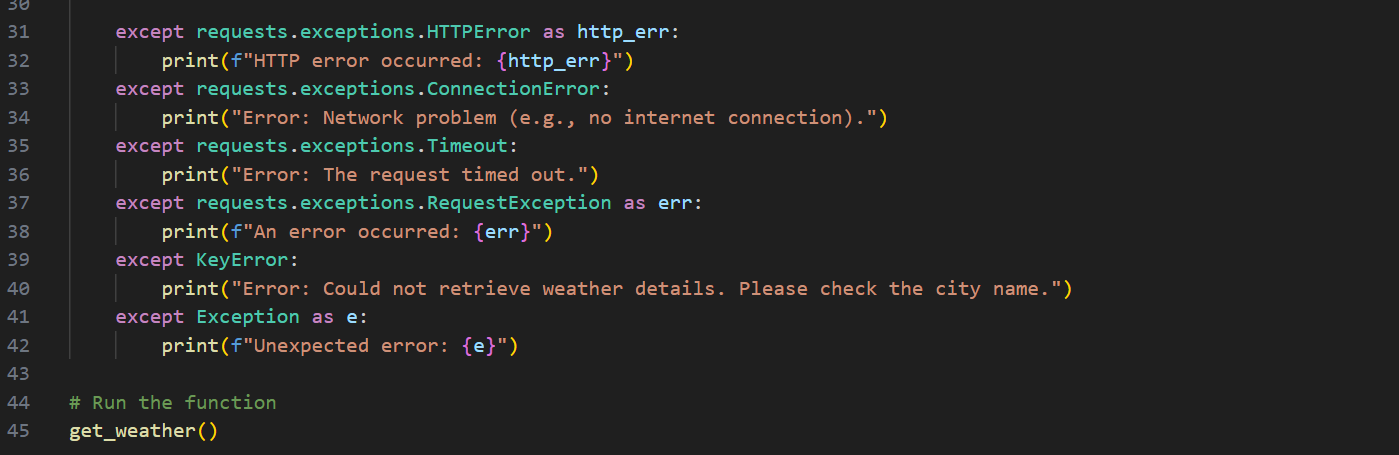 30
31 except requests.exceptions.HTTPError as http_err:
32 print(f"HTTP error occurred: {http_err}")
33 except requests.exceptions.ConnectionError:
34 print("Error: Network problem (e.g., no internet connection).")
35 except requests.exceptions.Timeout:
36 print("Error: The request timed out.")
37 except requests.exceptions.RequestException as err:
38 print(f"An error occurred: {err}")
39 except KeyError:
40 print("Error: Could not retrieve weather details. Please check the city name.")
41 except Exception as e:
42 print(f"Unexpected error: {e}")
43
44 # Run the function
45 get_weather()